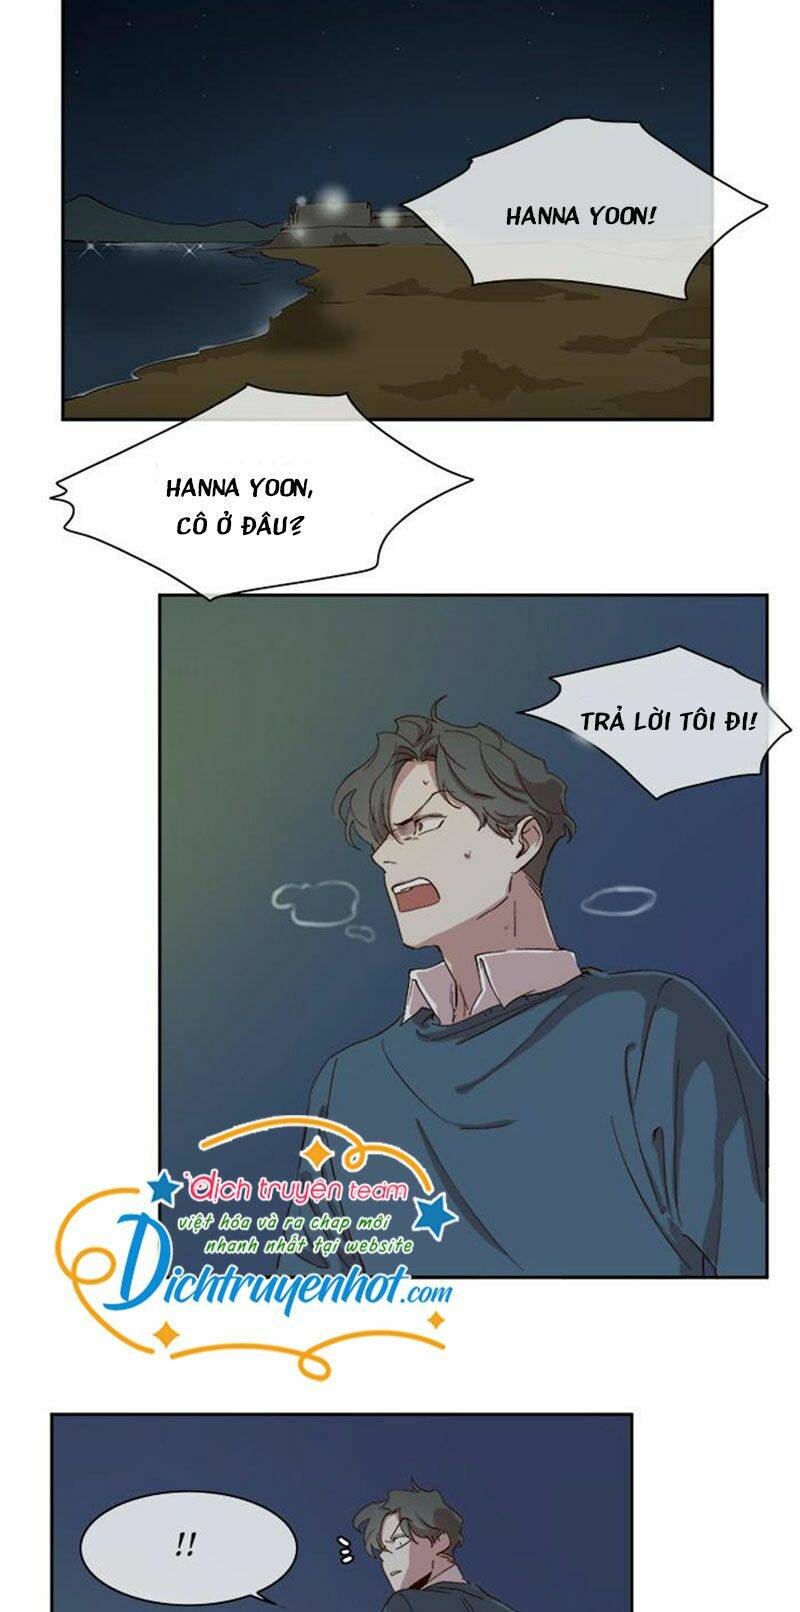 HANNA YOON!
HANNA YOON,
CÔ Ở ĐÂU?
TRẢ LỜI TÔI ĐI!
Dịch truyện team
việt hóa và ra chap mới
nhanh nhất tại website
Dichtruyenhot.com
!!